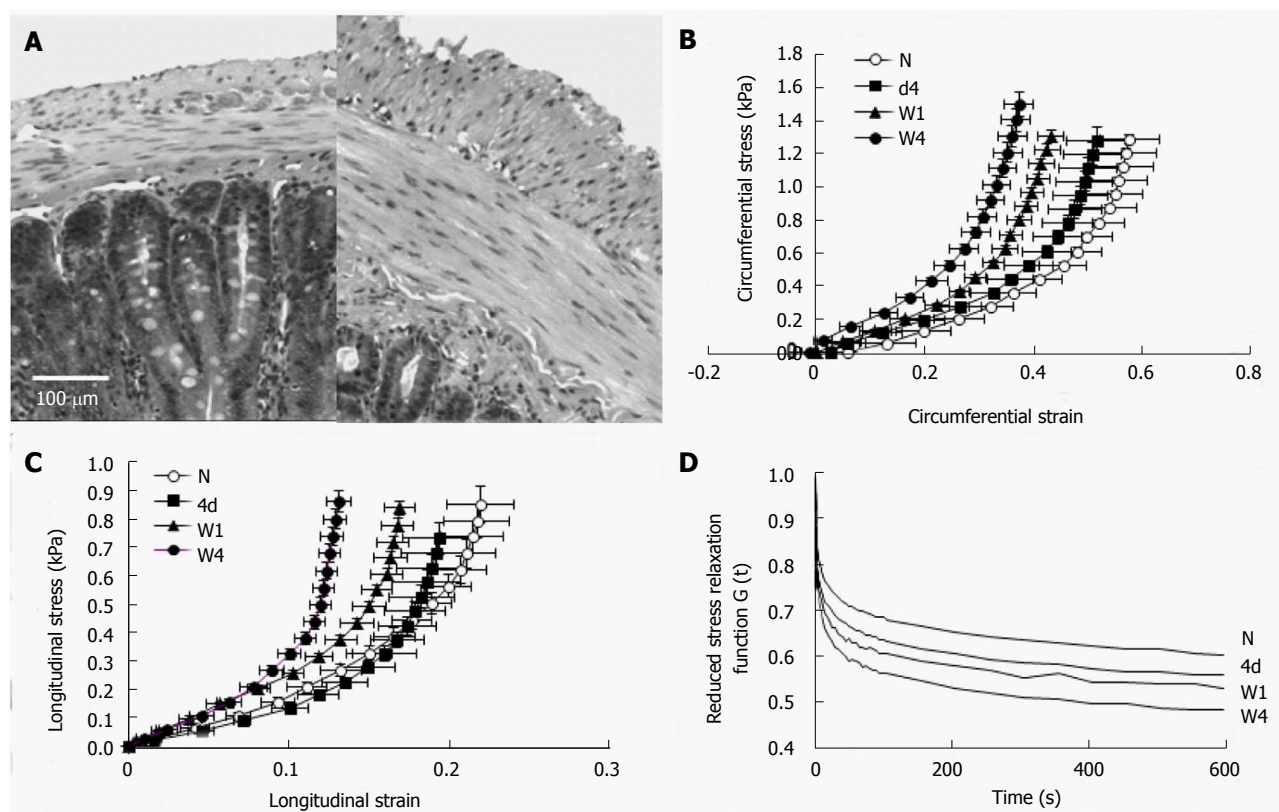 A
100 μm
B
Circumferential stress (kPa)
1.8
1.6
1.4
1.2
1.0
0.8
0.6
0.4
0.2
0.0
-0.2
0
0.2
0.4
0.6
0.8
Circumferential strain
N
d4
W1
W4
C
Longitudinal stress (kPa)
1.0
0.9
0.8
0.7
0.6
0.5
0.4
0.3
0.2
0.1
0.0
0
0.1
0.2
0.3
Longitudinal strain
N
4d
W1
W4
D
Reduced stress relaxation
function G (t)
1.0
0.9
0.8
0.7
0.6
0.5
0.4
0
200
400
600
Time (s)
N
4d
W1
W4